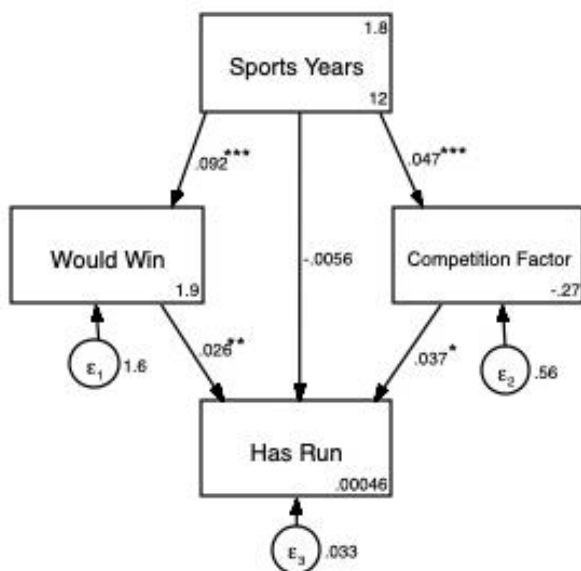 1.8
Sports Years
12
.092***
.047***
-.0056
Would Win
1.9
Competition Factor
-.27
ε1 1.6
.026**
.037*
ε2 .56
Has Run
.00046
ε3 .033